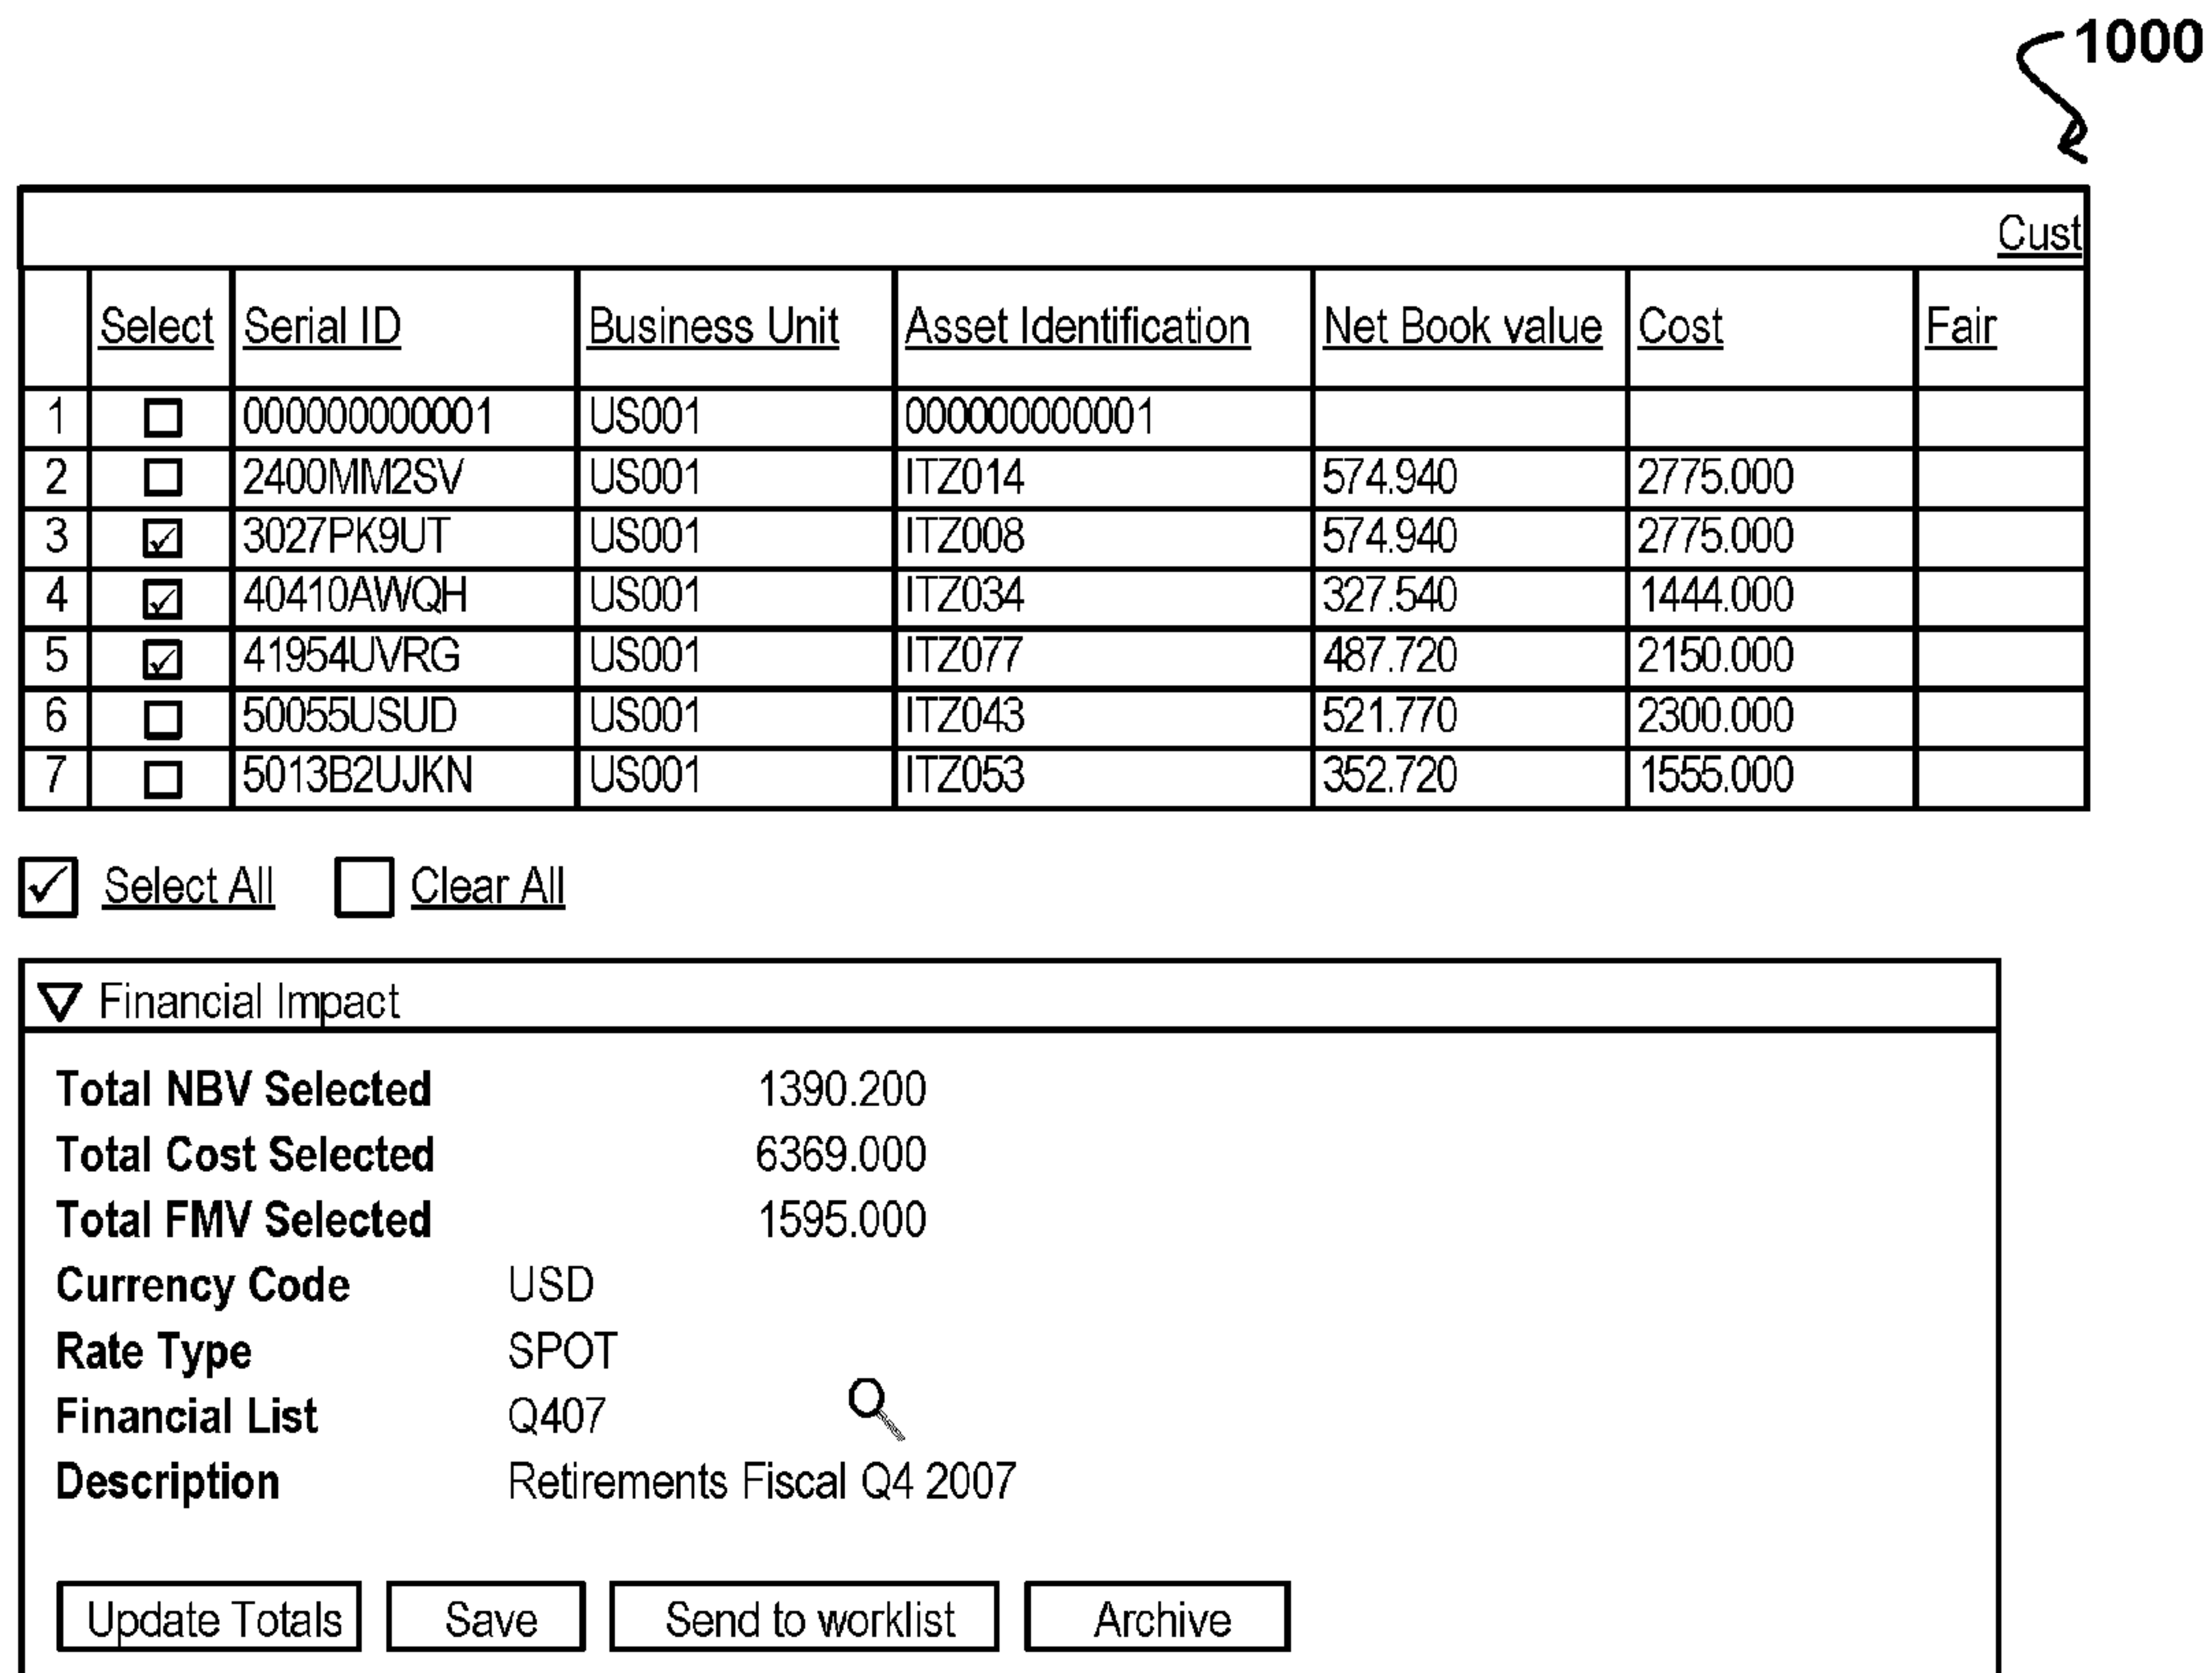 1000
Cust
Select Serial ID Business Unit Asset Identification Net Book value Cost Fair
1 000000000001 US001 000000000001
2 2400MM2SV US001 ITZ014 574.940 2775.000
3 3027PK9UT US001 ITZ008 574.940 2775.000
4 40410AWQH US001 ITZ034 327.540 1444.000
5 41954UVRG US001 ITZ077 487.720 2150.000
6 50055USUD US001 ITZ043 521.770 2300.000
7 5013B2UJKN US001 ITZ053 352.720 1555.000
Select All Clear All
Financial Impact
Total NBV Selected 1390.200
Total Cost Selected 6369.000
Total FMV Selected 1595.000
Currency Code USD
Rate Type SPOT
Financial List Q407
Description Retirements Fiscal Q4 2007
Update Totals Save Send to worklist Archive